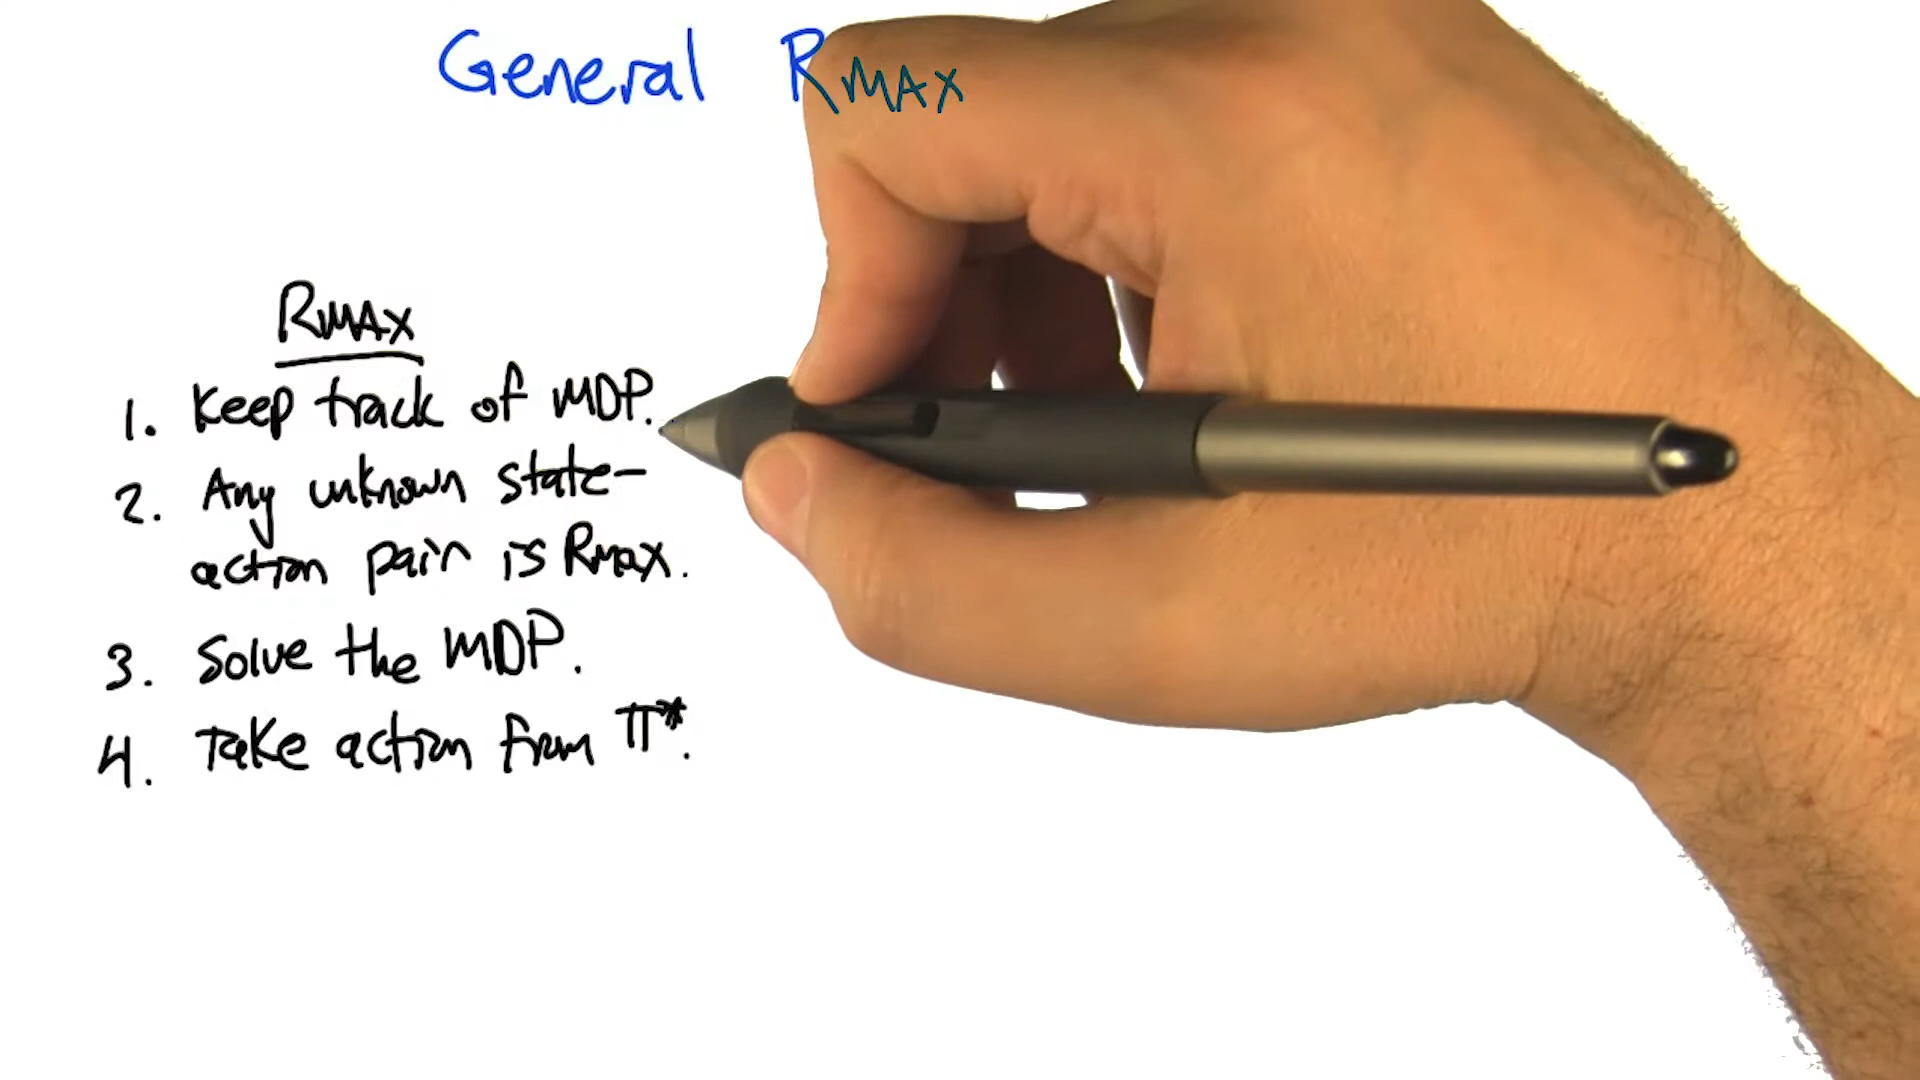 General RMAX
RMAX
1. Keep track of MDP.
2. Any unknown state-
action pair is Rmax.
3. Solve the MDP.
4. Take action from π*.